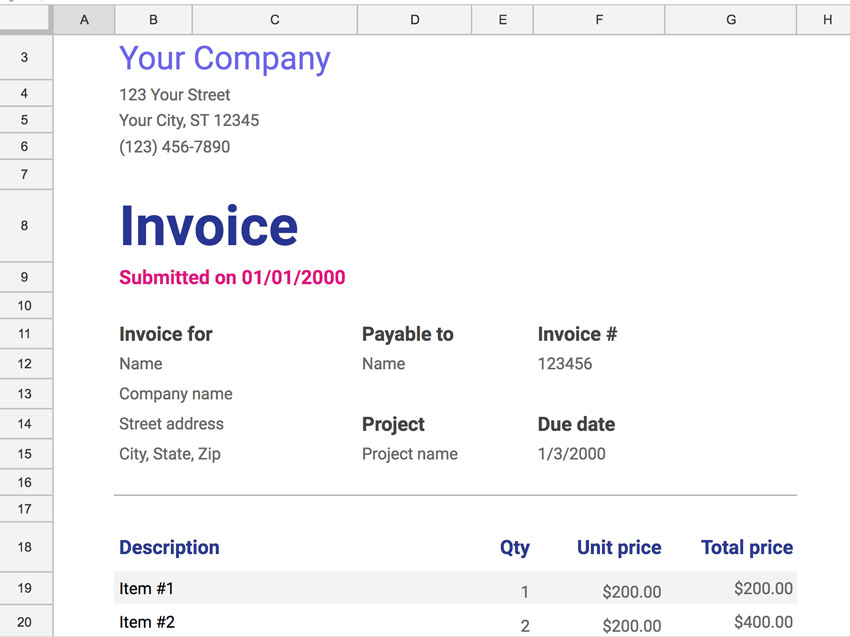 A B C D E F G H
3 Your Company
4 123 Your Street
5 Your City, ST 12345
6 (123) 456-7890
7
8 Invoice
9 Submitted on 01/01/2000
10
11 Invoice for Payable to Invoice #
12 Name Name 123456
13 Company name
14 Street address Project Due date
15 City, State, Zip Project name 1/3/2000
16
17
18 Description Qty Unit price Total price
19 Item #1 1 $200.00 $200.00
20 Item #2 2 $200.00 $400.00